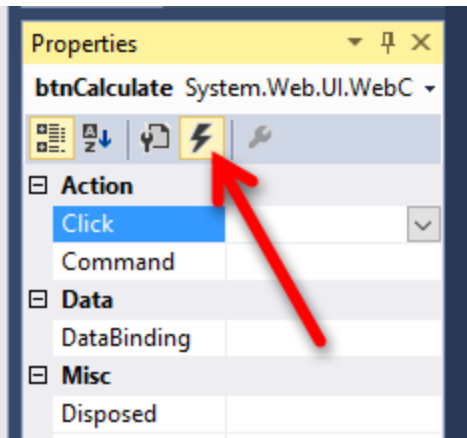 Properties
btnCalculate System.Web.UI.WebC
Action
Click
Command
Data
DataBinding
Misc
Disposed